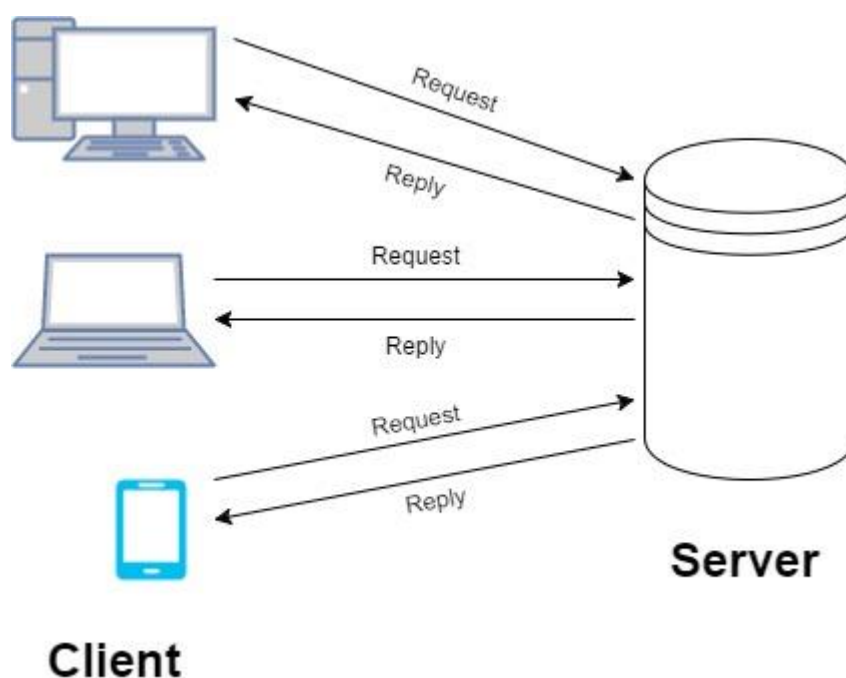 Request
Reply
Request
Reply
Request
Reply
Server
Client